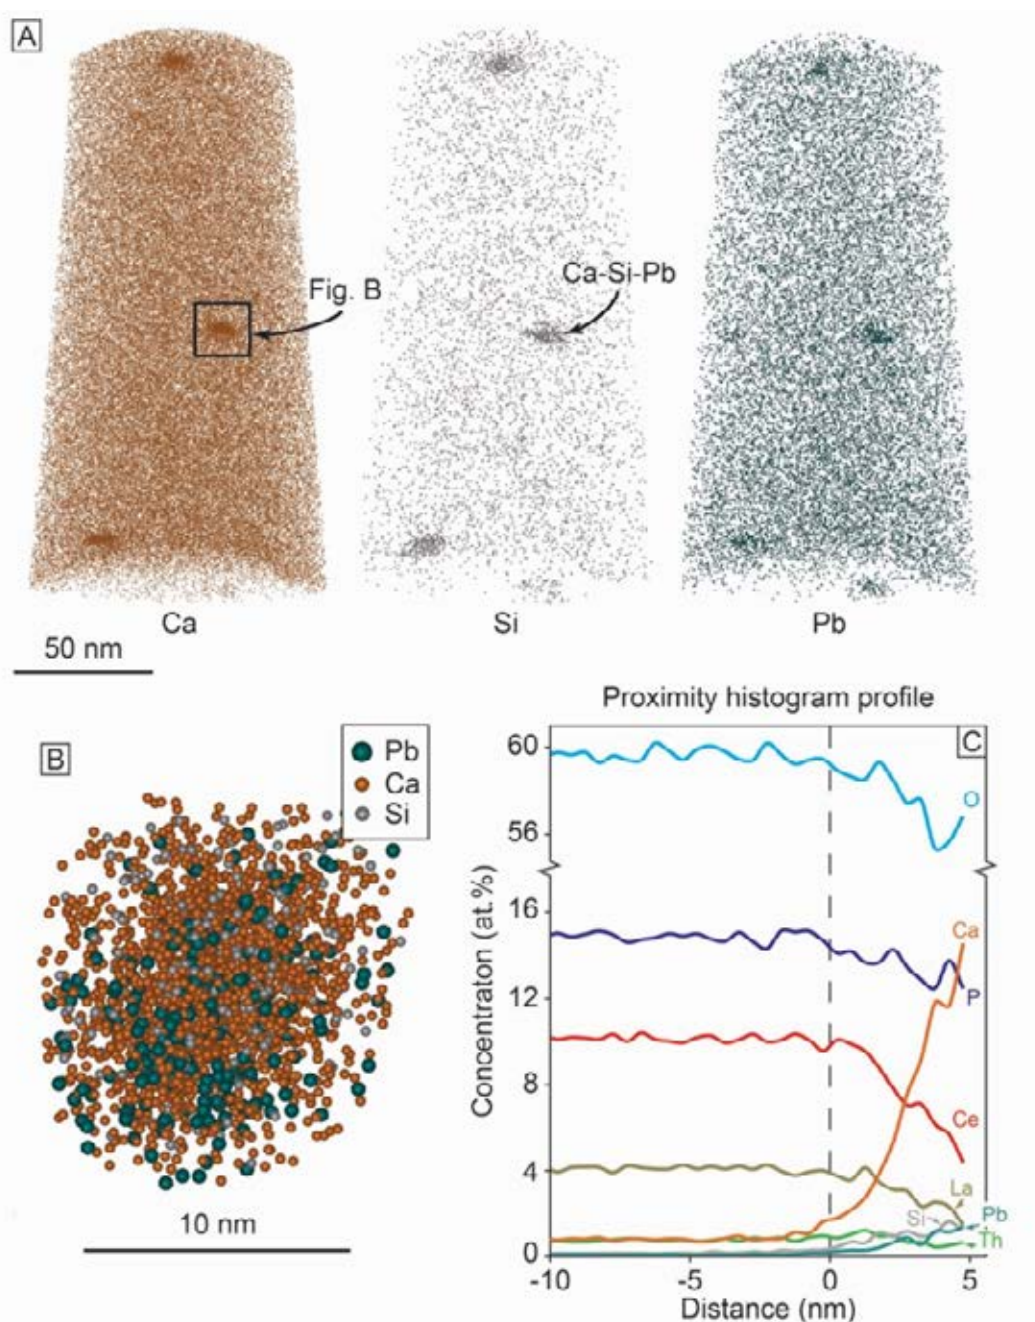 A
Fig. B
Ca-Si-Pb
Ca
Si
Pb
50 nm
B
Pb
Ca
Si
10 nm
Proximity histogram profile
C
60
56
16
12
8
4
0
Concentraton (at.%)
O
Ca
P
Ce
La
Si
Pb
Th
-10
-5
0
5
Distance (nm)